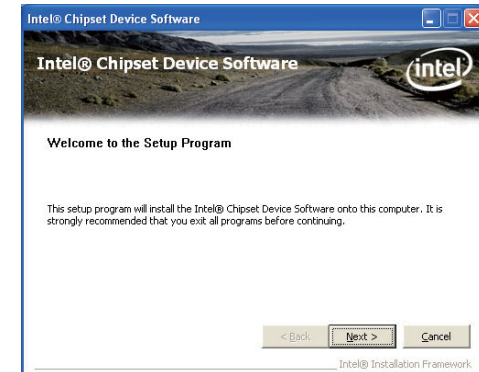 Intel® Chipset Device Software
Intel® Chipset Device Software
intel
Welcome to the Setup Program
This setup program will install the Intel® Chipset Device Software onto this computer. It is
strongly recommended that you exit all programs before continuing.
< Back Next > Cancel
Intel® Installation Framework